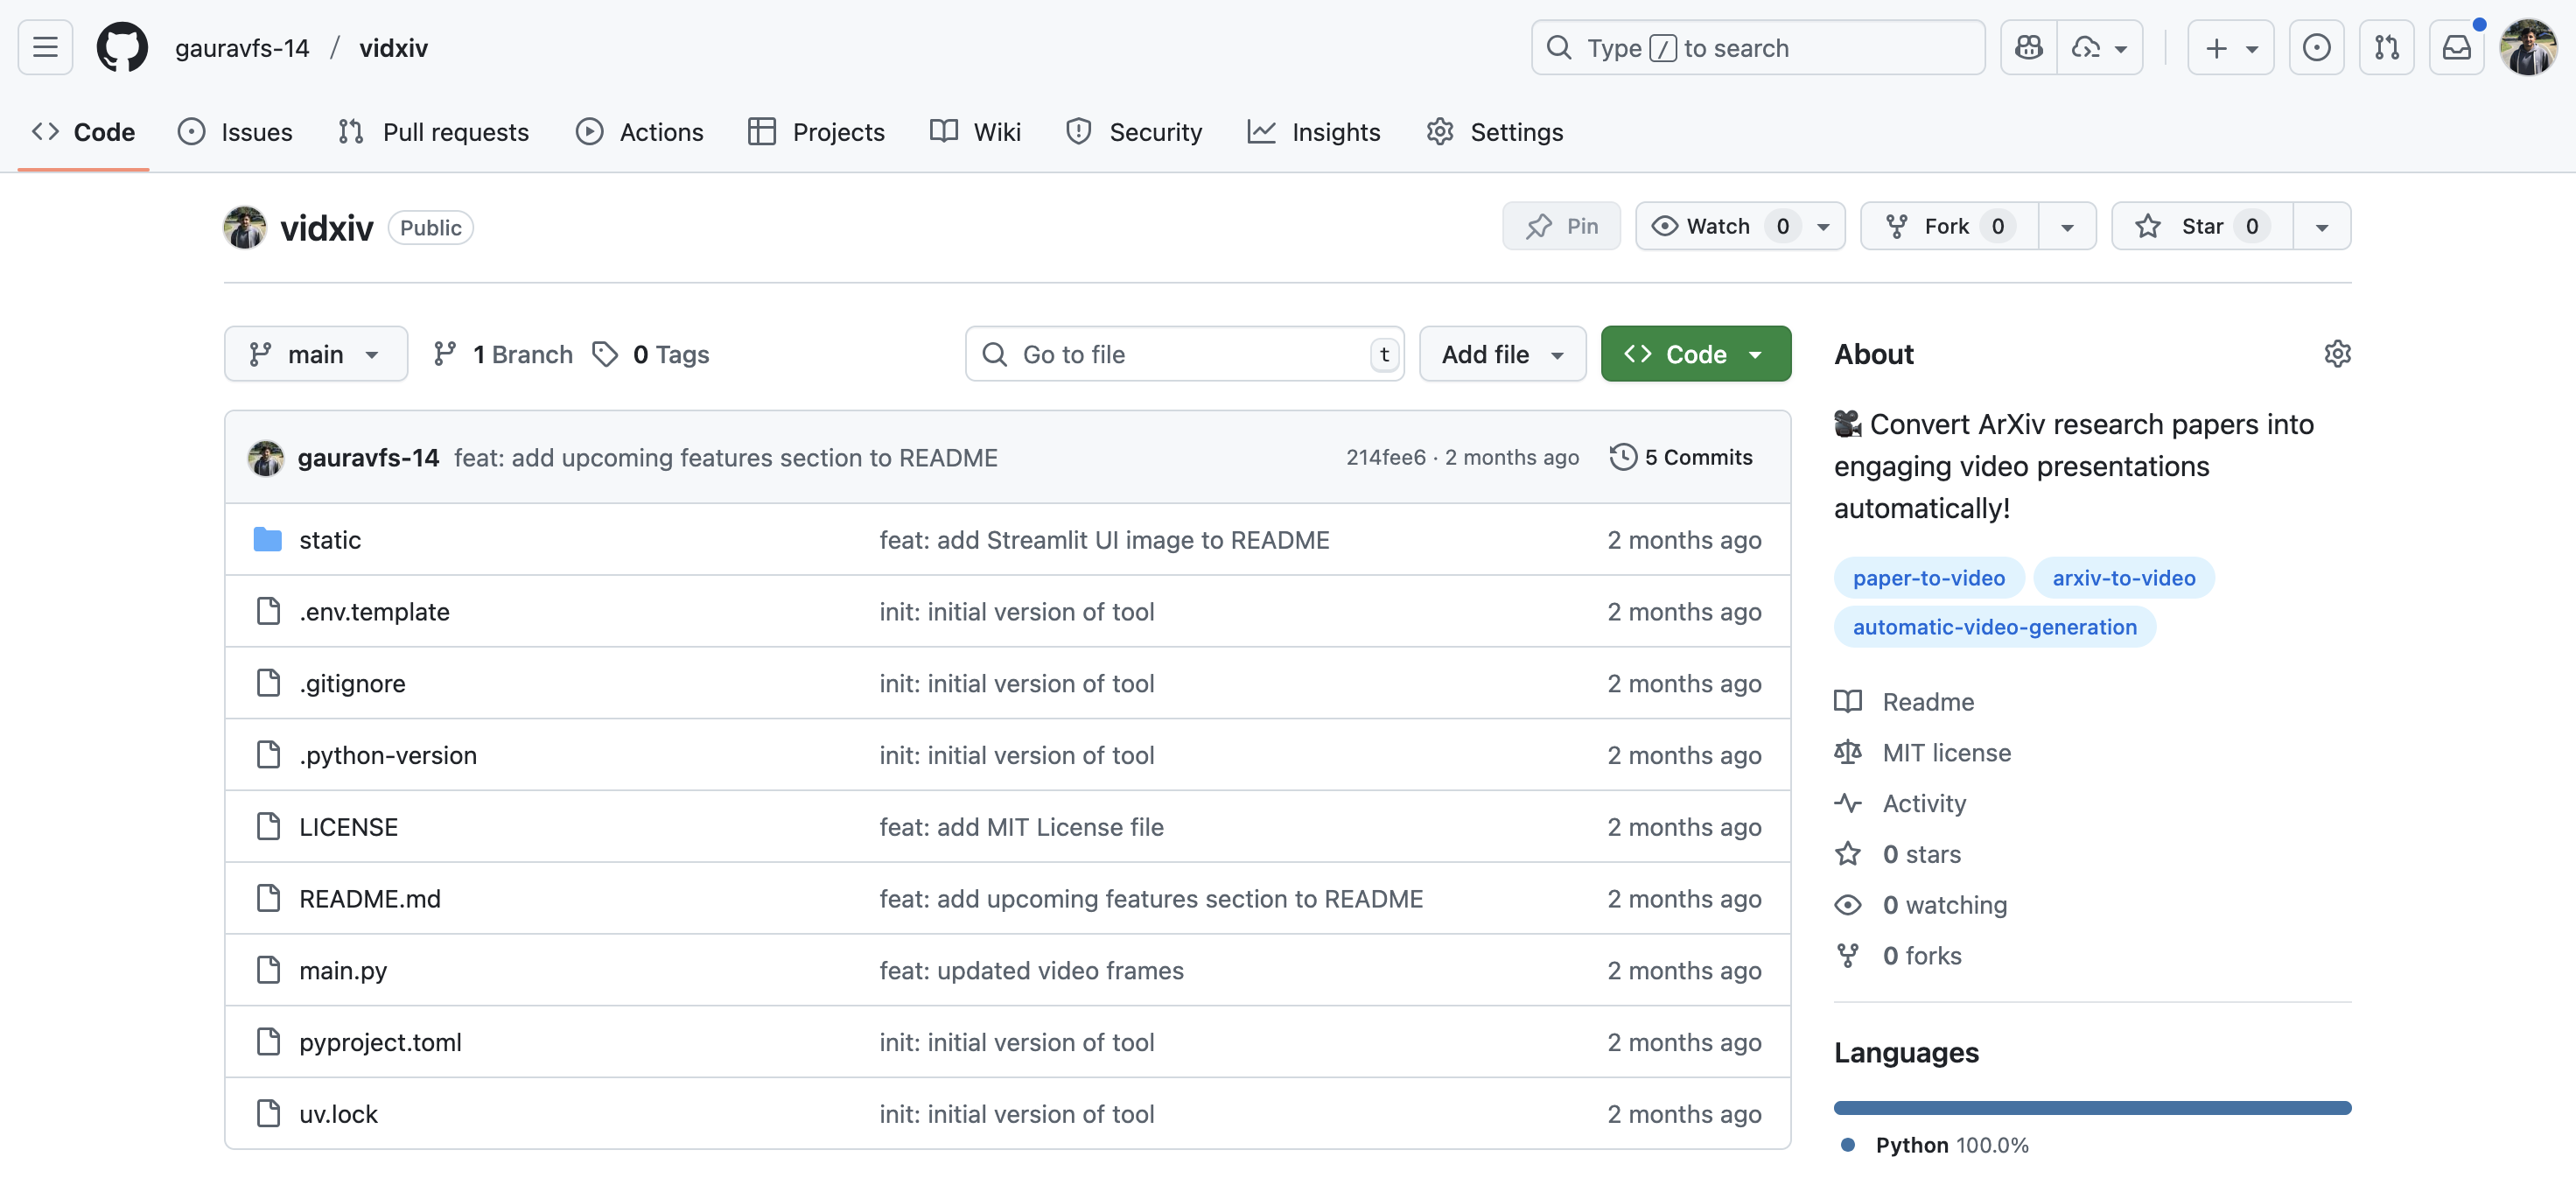 gauravfs-14 / vidxiv
Type / to search
Code Issues Pull requests Actions Projects Wiki Security Insights Settings
vidxiv Public
Pin Watch 0 Fork 0 Star 0
main 1 Branch 0 Tags Go to file t Add file Code
gauravfs-14 feat: add upcoming features section to README 214fee6 · 2 months ago 5 Commits
static feat: add Streamlit UI image to README 2 months ago
.env.template init: initial version of tool 2 months ago
.gitignore init: initial version of tool 2 months ago
.python-version init: initial version of tool 2 months ago
LICENSE feat: add MIT License file 2 months ago
README.md feat: add upcoming features section to README 2 months ago
main.py feat: updated video frames 2 months ago
pyproject.toml init: initial version of tool 2 months ago
uv.lock init: initial version of tool 2 months ago
About
🎥 Convert ArXiv research papers into
engaging video presentations
automatically!
paper-to-video arxiv-to-video
automatic-video-generation
Readme
MIT license
Activity
0 stars
0 watching
0 forks
Languages
Python 100.0%